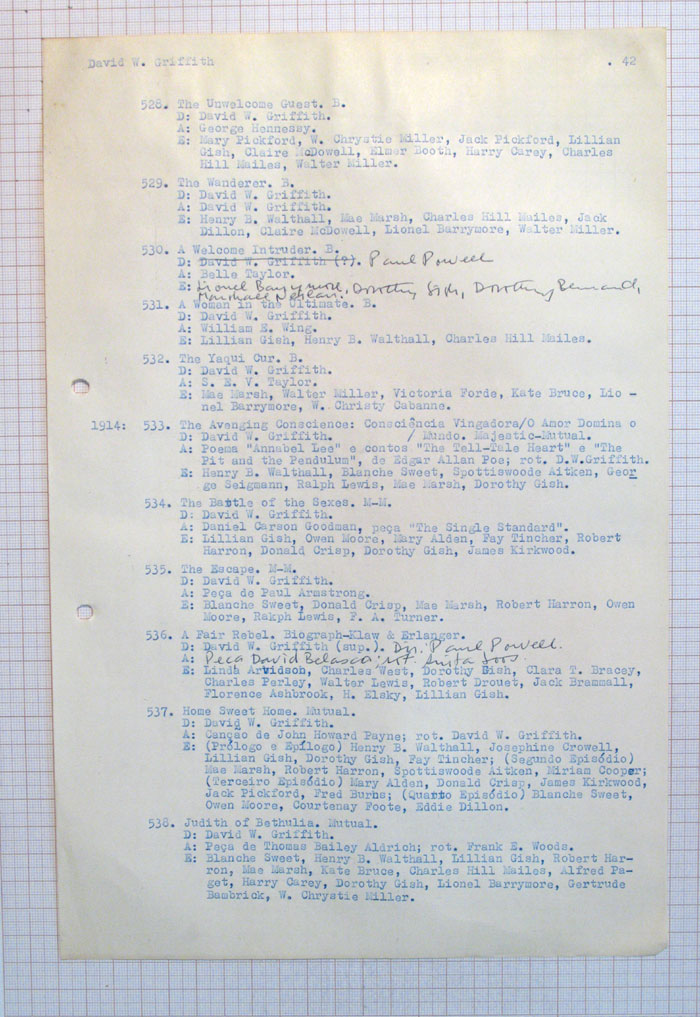 David W. Griffith . 42
528. The Unwelcome Guest. B.
D: David W. Griffith.
A: George Hennessy.
E: Mary Pickford, W. Chrystie Miller, Jack Pickford, Lillian
Gish, Claire McDowell, Elmer Booth, Harry Carey, Charles
Hill Mailes, Walter Miller.
529. The Wanderer. B.
D: David W. Griffith.
A: David W. Griffith.
E: Henry B. Walthall, Mae Marsh, Charles Hill Mailes, Jack
Dillon, Claire McDowell, Lionel Barrymore, Walter Miller.
530. A Welcome Intruder. B.
D: David W. Griffith (?). Paul Powell
A: Belle Taylor.
E: Lionel Barrymore, Dorothy Gish, Dorothy Bernard,
Marshall Neilan.
531. A Woman in the Ultimate. B.
D: David W. Griffith.
A: William E. Wing.
E: Lillian Gish, Henry B. Walthall, Charles Hill Mailes.
532. The Yaqui Cur. B.
D: David W. Griffith.
A: S. E. V. Taylor.
E: Mae Marsh, Walter Miller, Victoria Forde, Kate Bruce, Lio -
nel Barrymore, W. Christy Cabanne.
1914: 533. The Avenging Conscience: Consciência Vingadora/O Amor Domina o
D: David W. Griffith. / Mundo. Majestic-Mutual.
A: Poema "Annabel Lee" e contos "The Tell-Tale Heart" e "The
Pit and the Pendulum", de Edgar Allan Poe; rot. D.W.Griffith.
E: Henry B. Walthall, Blanche Sweet, Spottiswoode Aitken, Geor
ge Seigmann, Ralph Lewis, Mae Marsh, Dorothy Gish.
534. The Battle of the Sexes. M-M.
D: David W. Griffith.
A: Daniel Carson Goodman, peça "The Single Standard".
E: Lillian Gish, Owen Moore, Mary Alden, Fay Tincher, Robert
Harron, Donald Crisp, Dorothy Gish, James Kirkwood.
535. The Escape. M-M.
D: David W. Griffith.
A: Peça de Paul Armstrong.
E: Blanche Sweet, Donald Crisp, Mae Marsh, Robert Harron, Owen
Moore, Rakph Lewis, F. A. Turner.
536. A Fair Rebel. Biograph-Klaw & Erlanger.
D: David W. Griffith (sup.). Dir. Paul Powell.
A: Peça David Belasco; rot. Anita Loos.
E: Linda Arvidson, Charles West, Dorothy Gish, Clara T. Bracey,
Charles Perley, Walter Lewis, Robert Drouet, Jack Brammall,
Florence Ashbrook, H. Elsky, Lillian Gish.
537. Home Sweet Home. Mutual.
D: David W. Griffith.
A: Canção de John Howard Payne; rot. David W. Griffith.
E: (Prólogo e Epílogo) Henry B. Walthall, Josephine Crowell,
Lillian Gish, Dorothy Gish, Fay Tincher; (Segundo Episódio)
Mae Marsh, Robert Harron, Spottiswoode Aitken, Miriam Cooper;
(Terceiro Episódio) Mary Alden, Donald Crisp, James Kirkwood,
Jack Pickford, Fred Burns; (Quarto Episódio) Blanche Sweet,
Owen Moore, Courtenay Foote, Eddie Dillon.
538. Judith of Bethulia. Mutual.
D: David W. Griffith.
A: Peça de Thomas Bailey Aldrich; rot. Frank E. Woods.
E: Blanche Sweet, Henry B. Walthall, Lillian Gish, Robert Har-
ron, Mae Marsh, Kate Bruce, Charles Hill Mailes, Alfred Pa-
get, Harry Carey, Dorothy Gish, Lionel Barrymore, Gertrude
Bambrick, W. Chrystie Miller.